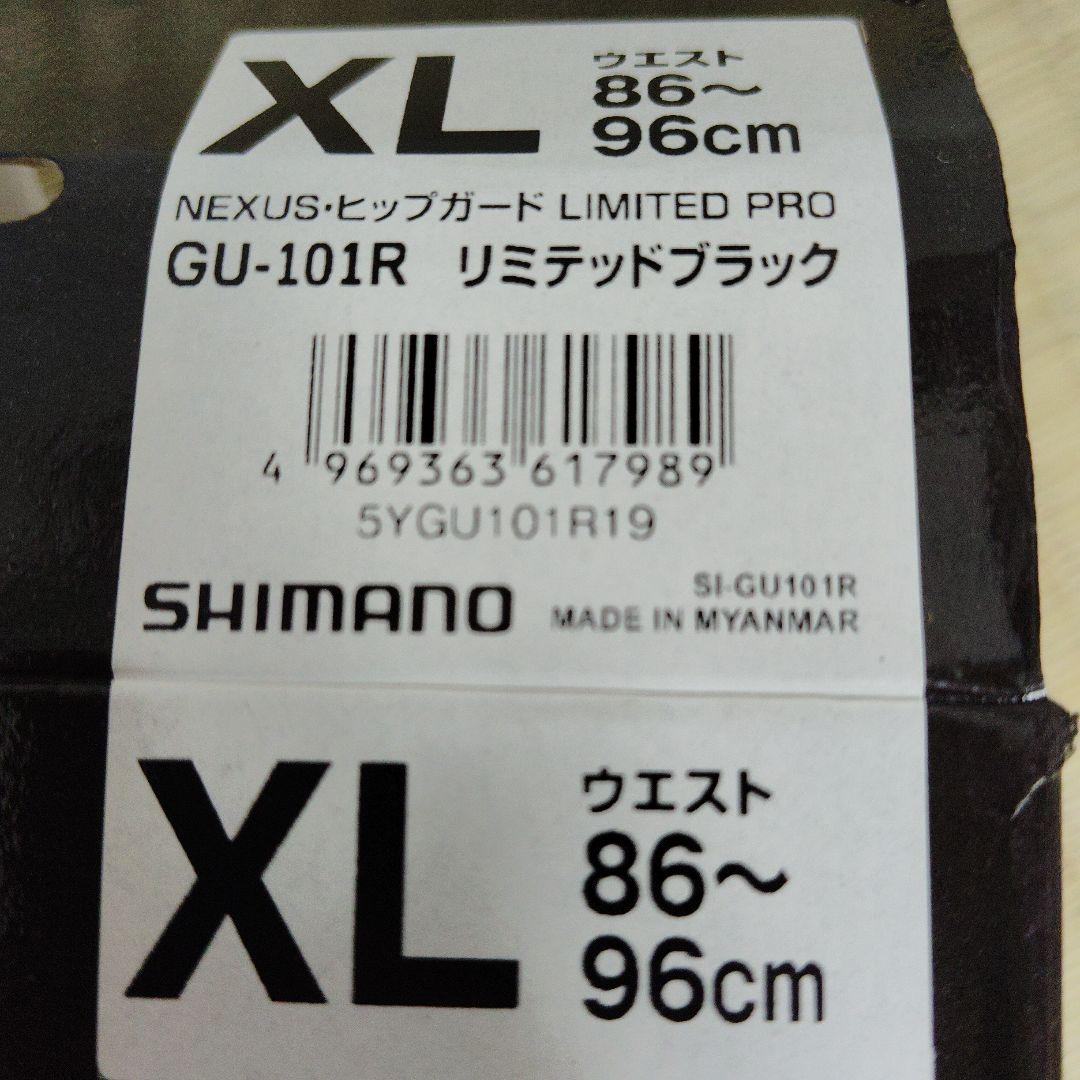 XL
ウエスト
86〜
96cm
NEXUS・ヒップガード LIMITED PRO
GU-101R リミテッドブラック
4 969363 617989
5YGU101R19
SHIMANO
SI-GU101R
MADE IN MYANMAR
XL
ウエスト
86〜
96cm